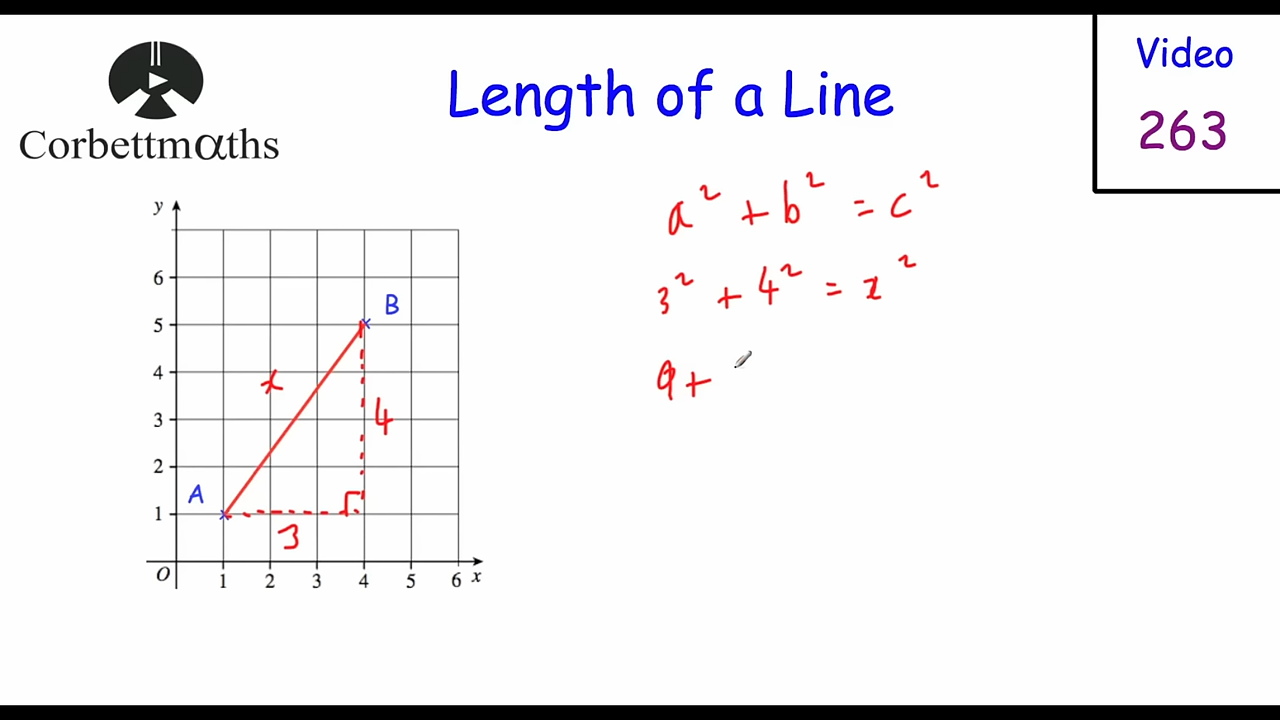 Corbettmαths
Length of a Line
Video
263
a² + b² = c²
3² + 4² = x²
9 +
y
6
5
4
3
2
1
O
1 2 3 4 5 6 x
A
B
x
4
3